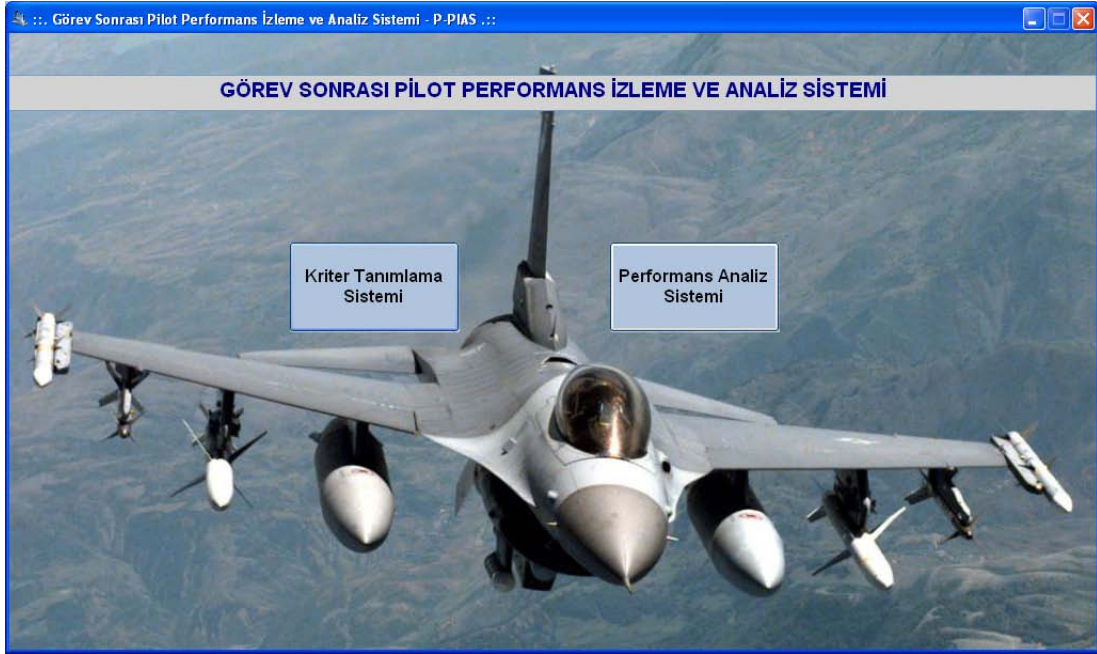 .::. Görev Sonrası Pilot Performans İzleme ve Analiz Sistemi - P-PIAS .::
GÖREV SONRASI PİLOT PERFORMANS İZLEME VE ANALİZ SİSTEMİ
Kriter Tanımlama
Sistemi
Performans Analiz
Sistemi